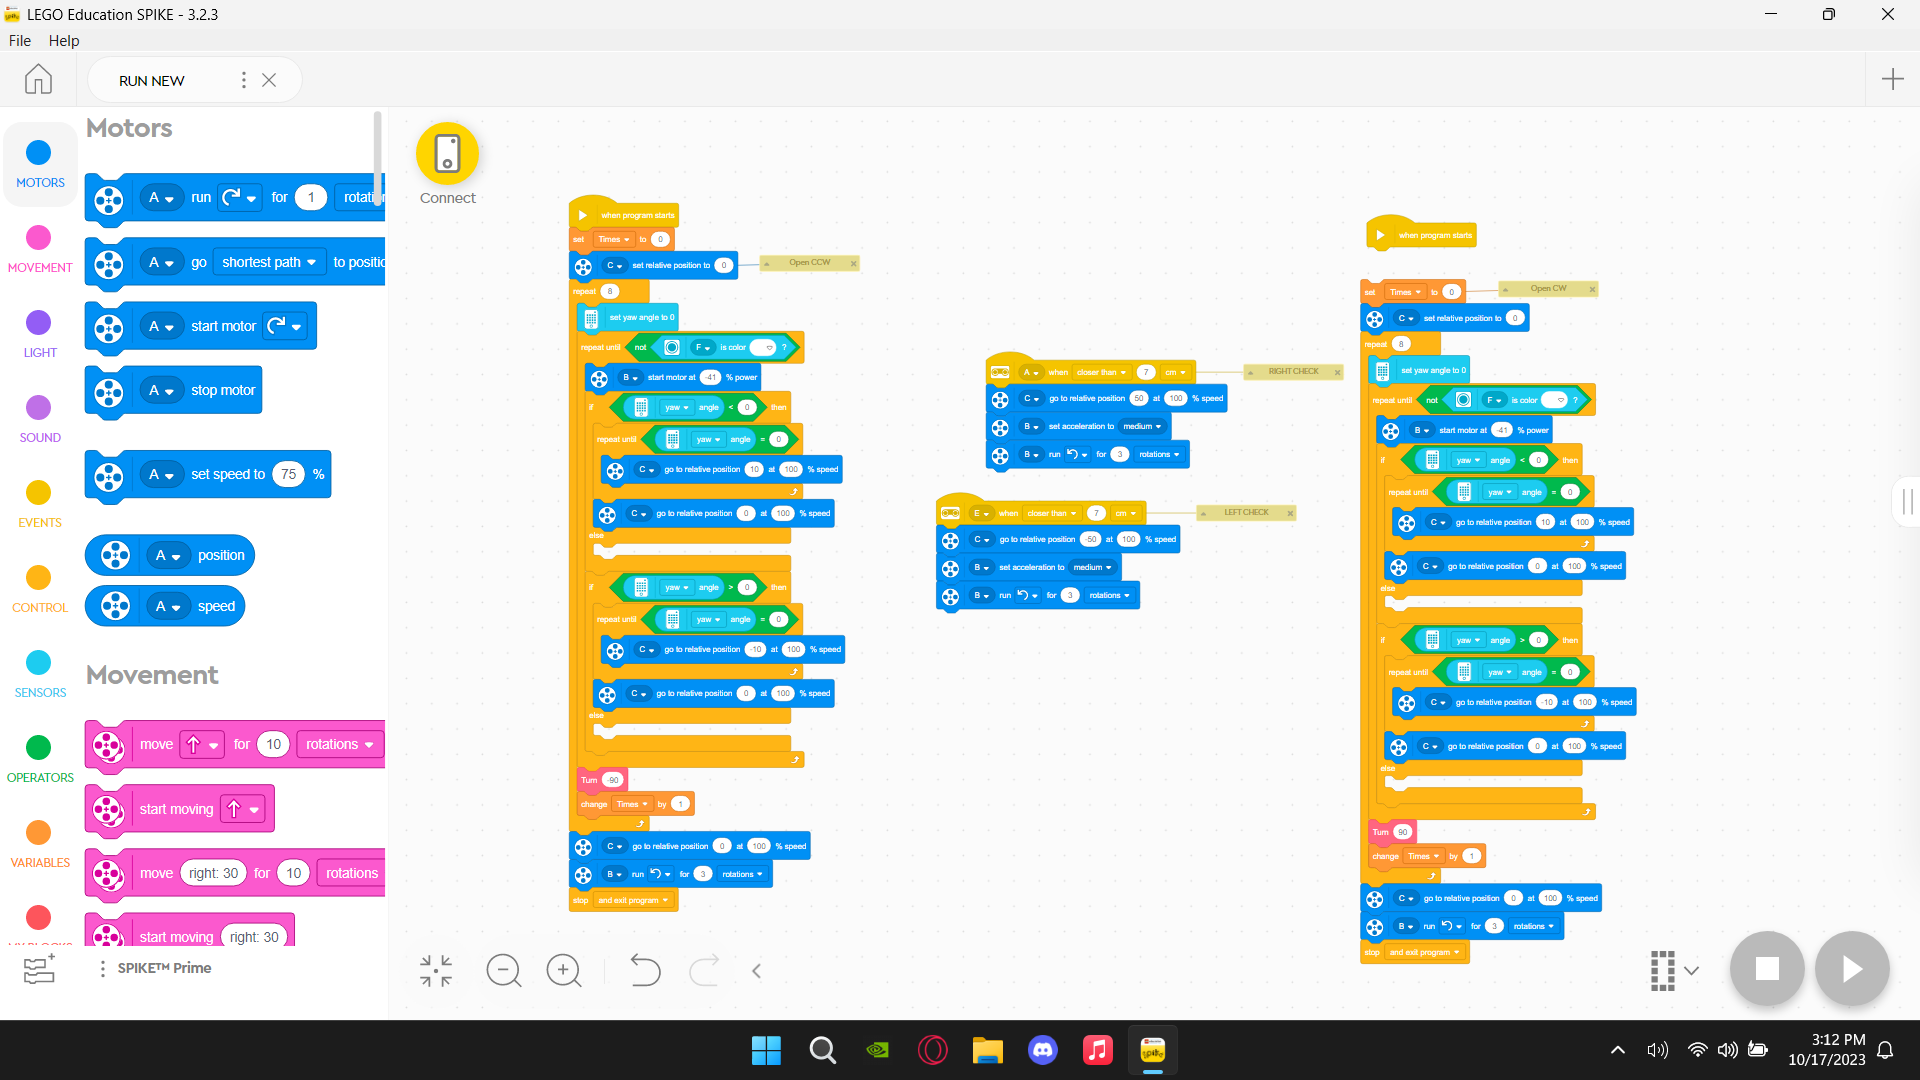 LEGO Education SPIKE - 3.2.3
File Help
RUN NEW
Motors
MOTORS
MOVEMENT
LIGHT
SOUND
EVENTS
CONTROL
SENSORS
OPERATORS
VARIABLES
A run for 1
A go shortest path
A start motor
A stop motor
A set speed to 75 %
A position
A speed
Movement
move for 10 rotations
start moving
move right: 30 for 10 rotations
start moving right: 30
SPIKE™ Prime
Connect
when program starts
set Times to 0
C set relative position to 0
Open CCW
repeat 8
set yaw angle to 0
repeat until not F is color ?
B start motor at -41 % power
if yaw angle < 0 then
repeat until yaw angle = 0
C go to relative position 10 at 100 % speed
C go to relative position 0 at 100 % speed
else
if yaw angle > 0 then
repeat until yaw angle = 0
C go to relative position -10 at 100 % speed
C go to relative position 0 at 100 % speed
else
Turn -90
change Times by 1
C go to relative position 0 at 100 % speed
B run for 3 rotations
stop and exit program
A when closer than 7 cm
RIGHT CHECK
C go to relative position 50 at 100 % speed
B set acceleration to medium
B run for 3 rotations
E when closer than 7 cm
LEFT CHECK
C go to relative position -50 at 100 % speed
B set acceleration to medium
B run for 3 rotations
when program starts
set Times to 0
Open CW
C set relative position to 0
repeat 8
set yaw angle to 0
repeat until not F is color ?
B start motor at -41 % power
if yaw angle < 0 then
repeat until yaw angle = 0
C go to relative position 10 at 100 % speed
C go to relative position 0 at 100 % speed
else
if yaw angle > 0 then
repeat until yaw angle = 0
C go to relative position -10 at 100 % speed
C go to relative position 0 at 100 % speed
else
Turn 90
change Times by 1
C go to relative position 0 at 100 % speed
B run for 3 rotations
stop and exit program
3:12 PM
10/17/2023